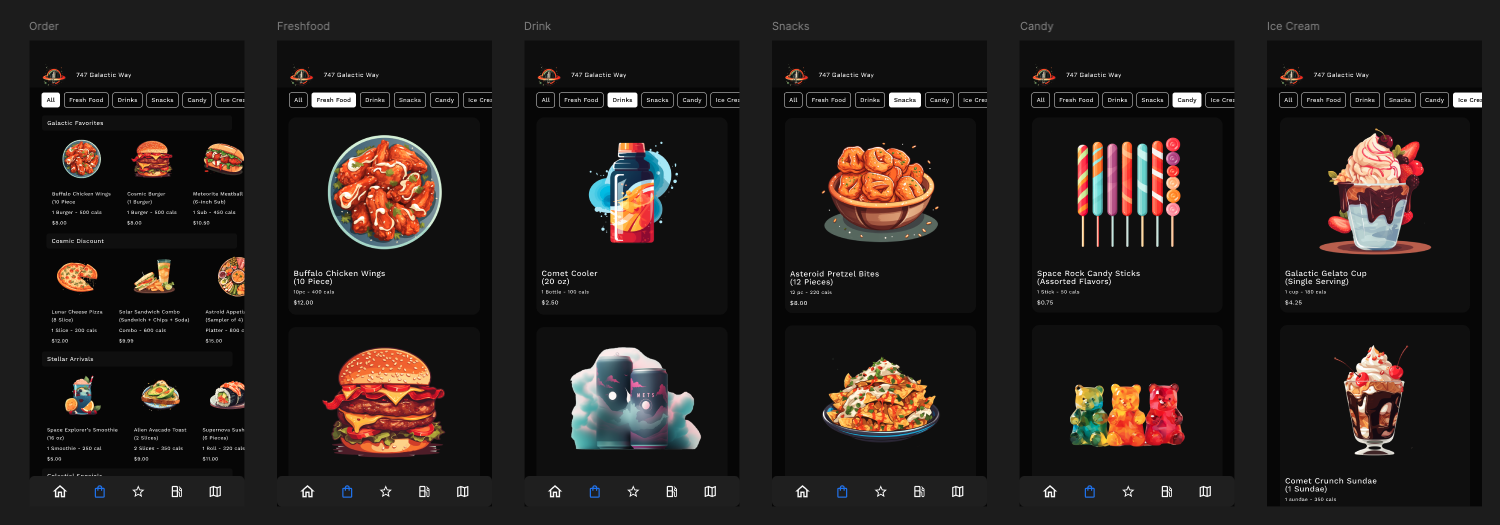 Order
747 Galactic Way
All Fresh Food Drinks Snacks Candy Ice Crea
Galactic Favorites
Buffalo Chicken Wings
(10 Piece
1 Burger - 500 cals
$8.00
Cosmic Burger
(1 Burger)
1 Burger - 500 cals
$8.00
Meteorite Meatball
(6-inch Sub)
1 Sub - 450 cals
$10.50
Cosmic Discount
Lunar Cheese Pizza
(8 Slice)
1 Slice - 200 cals
$12.00
Solar Sandwich Combo
(Sandwich + Chips + Soda)
Combo - 600 cals
$9.99
Astroid Appeti
(Sampler of 4)
Platter - 800 c
$15.00
Stellar Arrivals
Space Explorer's Smoothie
(16 oz)
1 Smoothie - 250 cal
$5.00
Alien Avacado Toast
(2 Slices)
2 Slices - 350 cals
$9.00
Supernova Sush
(6 Pieces)
1 Roll - 320 cals
$11.00
Freshfood
747 Galactic Way
All Fresh Food Drinks Snacks Candy Ice Crea
Buffalo Chicken Wings
(10 Piece)
10pc - 400 cals
$12.00
Drink
747 Galactic Way
All Fresh Food Drinks Snacks Candy Ice Crea
Comet Cooler
(20 oz)
1 Bottle - 100 cals
$2.50
Snacks
747 Galactic Way
All Fresh Food Drinks Snacks Candy Ice Crea
Asteroid Pretzel Bites
(12 Pieces)
12 pc - 220 cals
$6.00
Candy
747 Galactic Way
All Fresh Food Drinks Snacks Candy Ice Crea
Space Rock Candy Sticks
(Assorted Flavors)
1 Stick - 50 cals
$0.75
Ice Cream
747 Galactic Way
All Fresh Food Drinks Snacks Candy Ice Crea
Galactic Gelato Cup
(Single Serving)
1 cup - 180 cals
$4.25
Comet Crunch Sundae
(1 Sundae)
1 sundae - 350 cals